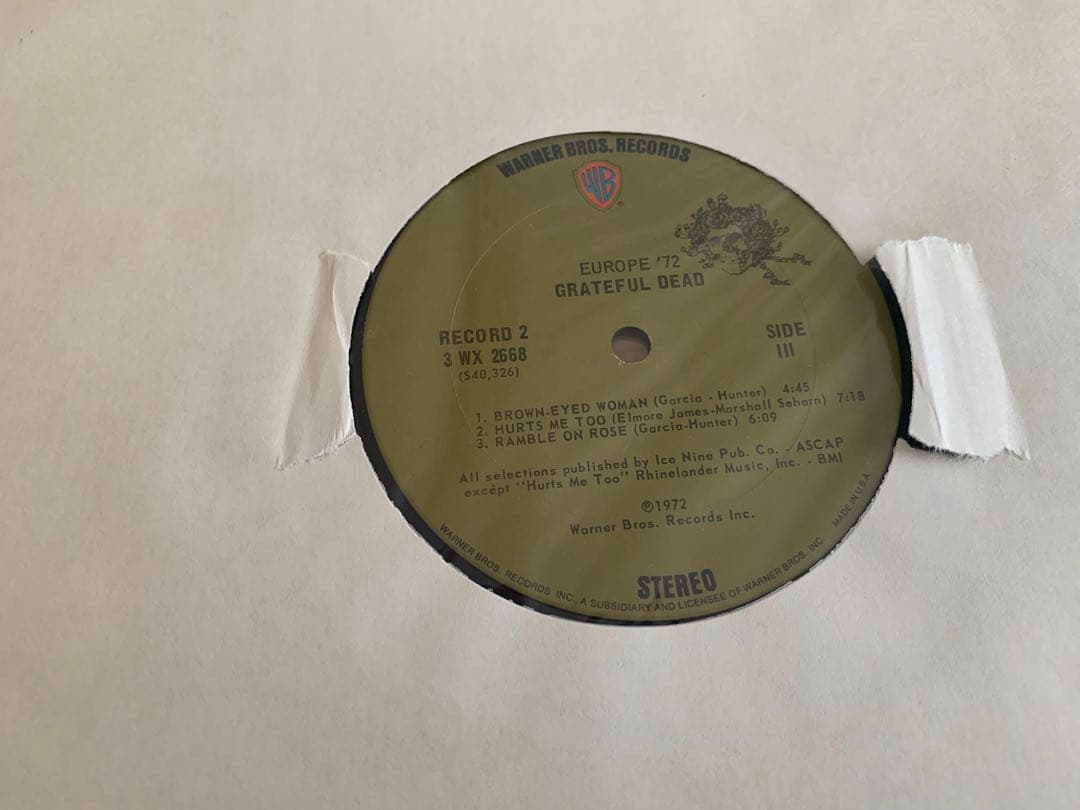 WARNER BROS. RECORDS
WB
®
EUROPE '72
GRATEFUL DEAD
RECORD 2
3 WX 2668
(S40,326)
SIDE
III
1. BROWN-EYED WOMAN (Garcia - Hunter) 4:45
2. HURTS ME TOO (Elmore James-Marshall Sehorn) 7:18
3. RAMBLE ON ROSE (Garcia-Hunter) 6:09
All selections published by Ice Nine Pub. Co. - ASCAP
except "Hurts Me Too" Rhinelander Music, Inc. - BMI
℗1972
Warner Bros. Records Inc.
STEREO
WARNER BROS. RECORDS INC., A SUBSIDIARY AND LICENSEE OF WARNER BROS. INC. MADE IN U.S.A.